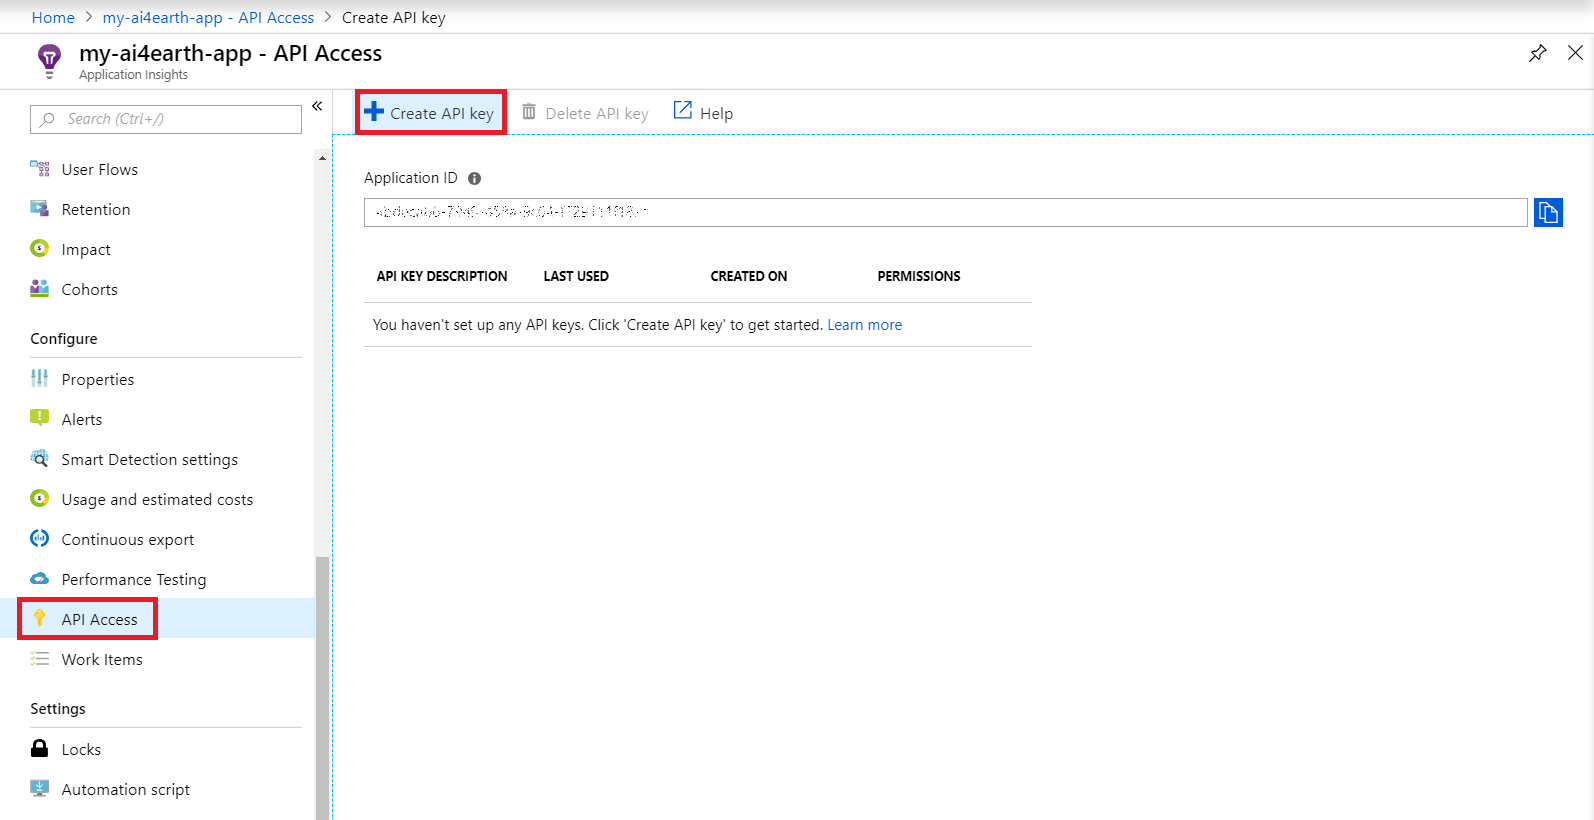 Home > my-ai4earth-app - API Access > Create API key
my-ai4earth-app - API Access
Application Insights
Search (Ctrl+/)
«
User Flows
Retention
Impact
Cohorts
Configure
Properties
Alerts
Smart Detection settings
Usage and estimated costs
Continuous export
Performance Testing
API Access
Work Items
Settings
Locks
Automation script
Create API key Delete API key Help
Application ID
API KEY DESCRIPTION LAST USED CREATED ON PERMISSIONS
You haven't set up any API keys. Click 'Create API key' to get started. Learn more